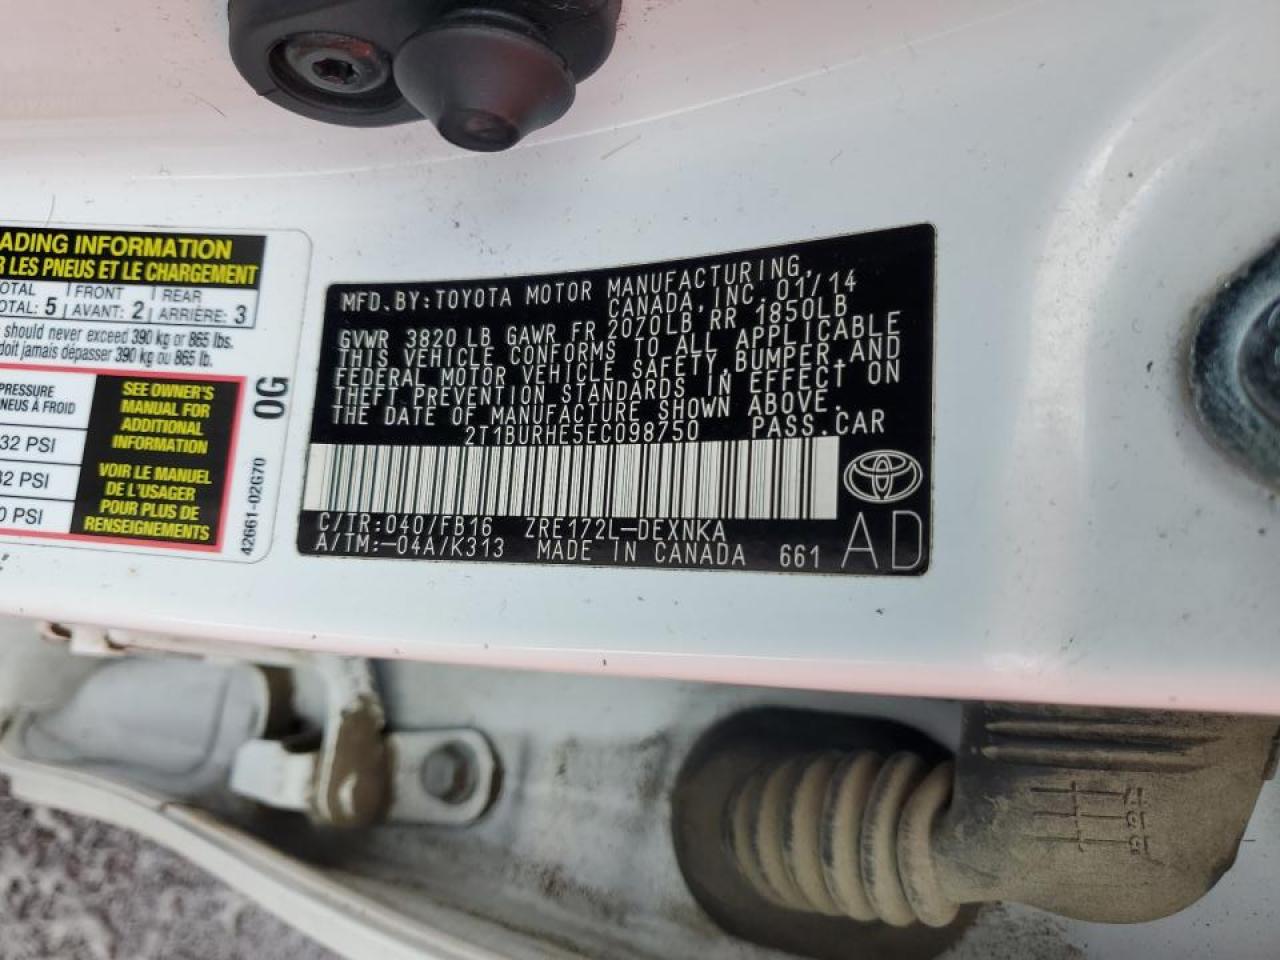 ADING INFORMATION
R LES PNEUS ET LE CHARGEMENT
OTAL
OTAL: 5
FRONT
AVANT: 2
REAR
ARRIÈRE: 3
should never exceed 390 kg or 865 lbs.
doit jamais dépasser 390 kg ou 865 lb.
PRESSURE
NEUS À FROID
32 PSI
32 PSI
0 PSI
SEE OWNER'S
MANUAL FOR
ADDITIONAL
INFORMATION
VOIR LE MANUEL
DE L'USAGER
POUR PLUS DE
RENSEIGNEMENTS
OG
42661-02G70
MFD. BY: TOYOTA MOTOR MANUFACTURING,
CANADA, INC. 01/14
GVWR 3820 LB GAWR FR 2070LB RR 1850LB
THIS VEHICLE CONFORMS TO ALL APPLICABLE
FEDERAL MOTOR VEHICLE SAFETY, BUMPER, AND
THEFT PREVENTION STANDARDS IN EFFECT ON
THE DATE OF MANUFACTURE SHOWN ABOVE.
2T1BURHE5EC098750 PASS.CAR
C/TR:040/FB16 ZRE172L-DEXNKA
A/TM:-04A/K313 MADE IN CANADA 661
AD